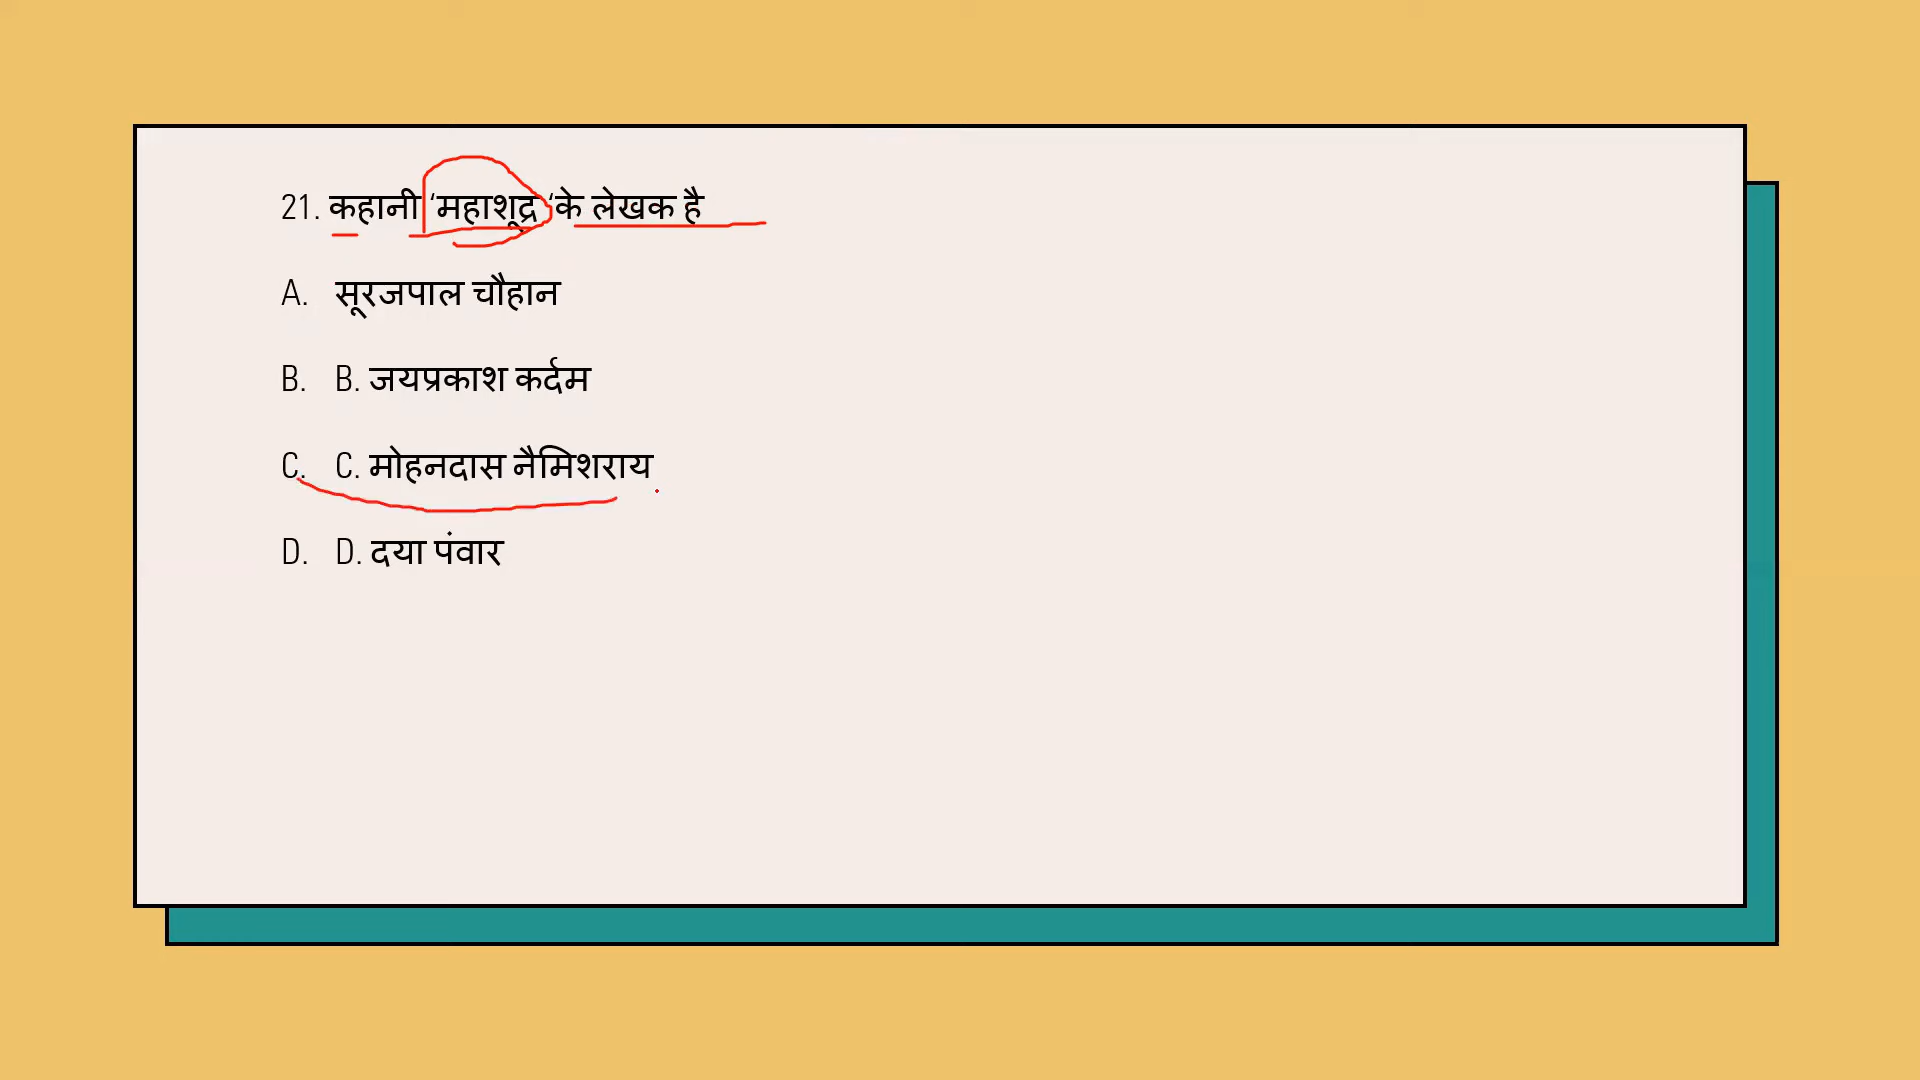 21. कहानी ‘महाशूद्र ‘के लेखक है
A. सूरजपाल चौहान
B. B. जयप्रकाश कर्दम
C. C. मोहनदास नैमिशराय
D. D. दया पंवार